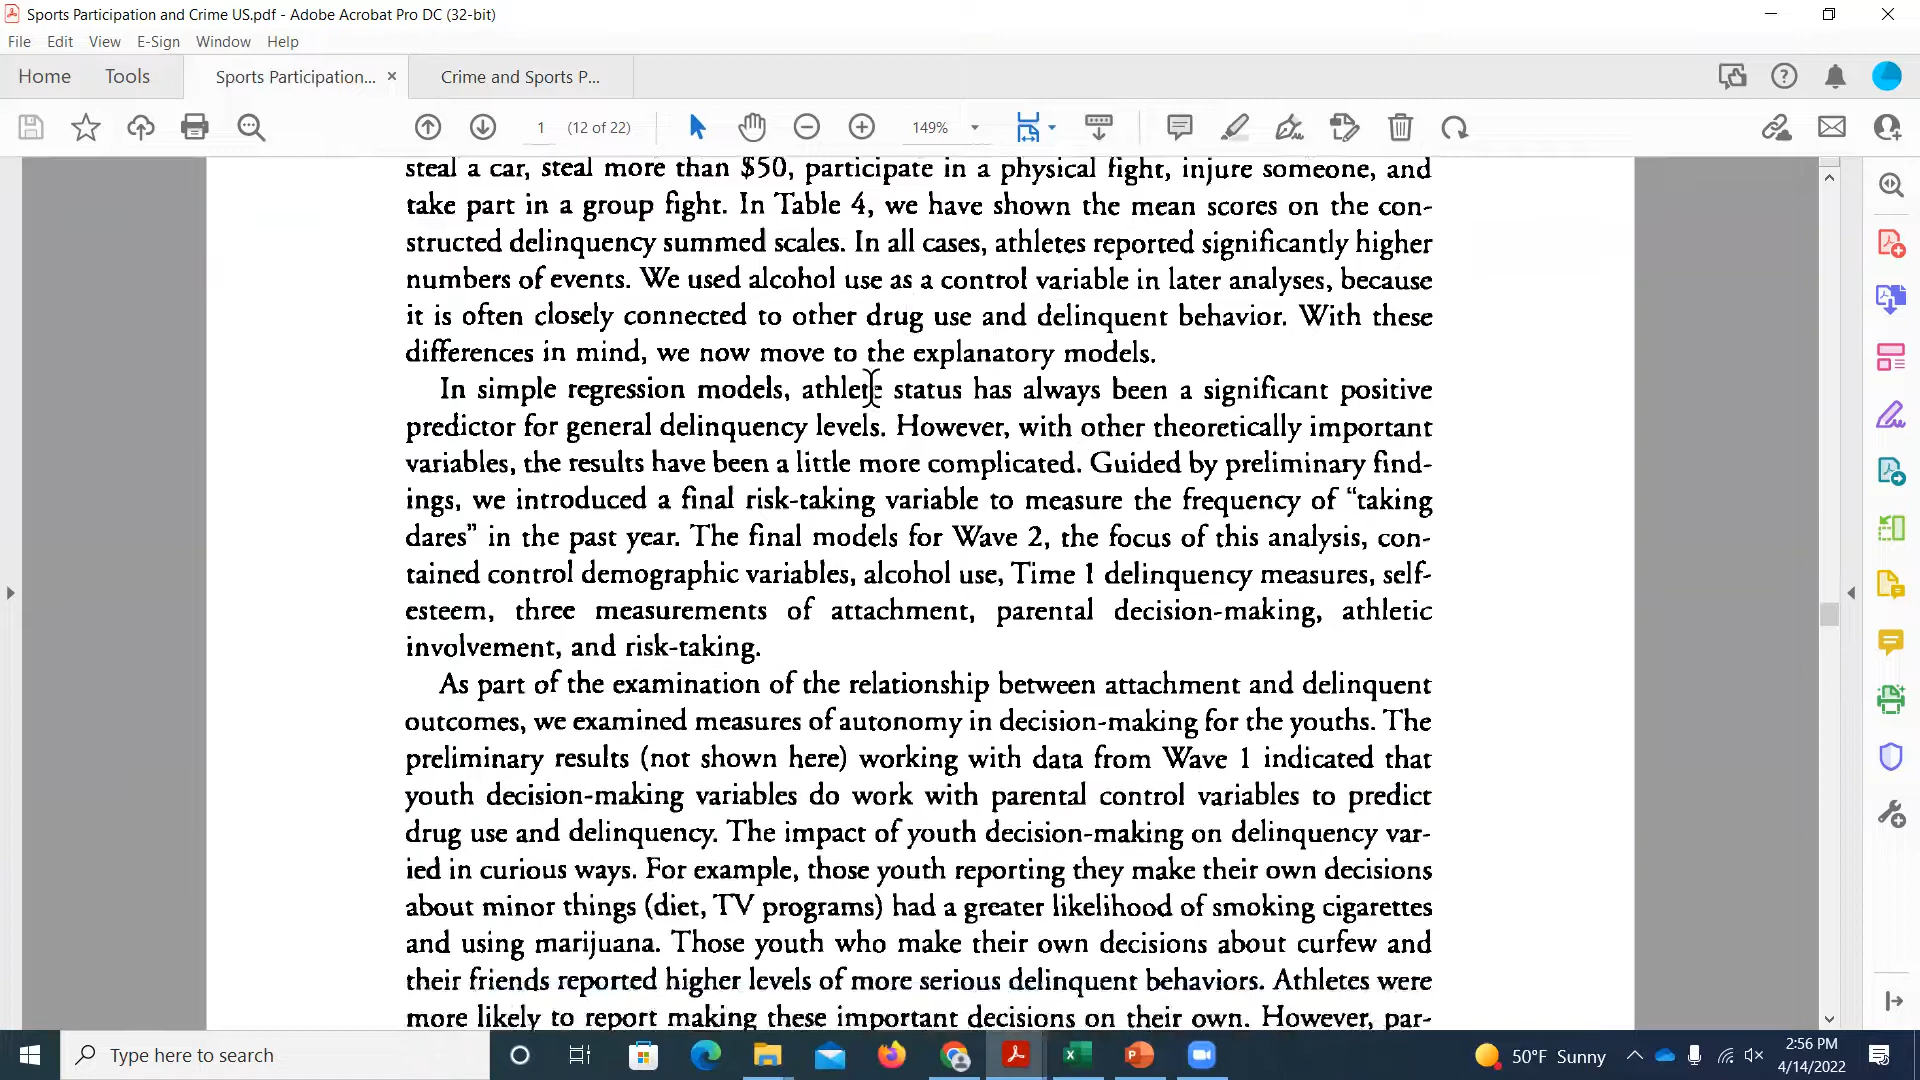 Sports Participation and Crime US.pdf - Adobe Acrobat Pro DC (32-bit)
File Edit View E-Sign Window Help
Home Tools Sports Participation... × Crime and Sports P...
1 (12 of 22) 149%
steal a car, steal more than $50, participate in a physical fight, injure someone, and
take part in a group fight. In Table 4, we have shown the mean scores on the con-
structed delinquency summed scales. In all cases, athletes reported significantly higher
numbers of events. We used alcohol use as a control variable in later analyses, because
it is often closely connected to other drug use and delinquent behavior. With these
differences in mind, we now move to the explanatory models.
In simple regression models, athlete status has always been a significant positive
predictor for general delinquency levels. However, with other theoretically important
variables, the results have been a little more complicated. Guided by preliminary find-
ings, we introduced a final risk-taking variable to measure the frequency of “taking
dares” in the past year. The final models for Wave 2, the focus of this analysis, con-
tained control demographic variables, alcohol use, Time 1 delinquency measures, self-
esteem, three measurements of attachment, parental decision-making, athletic
involvement, and risk-taking.
As part of the examination of the relationship between attachment and delinquent
outcomes, we examined measures of autonomy in decision-making for the youths. The
preliminary results (not shown here) working with data from Wave 1 indicated that
youth decision-making variables do work with parental control variables to predict
drug use and delinquency. The impact of youth decision-making on delinquency var-
ied in curious ways. For example, those youth reporting they make their own decisions
about minor things (diet, TV programs) had a greater likelihood of smoking cigarettes
and using marijuana. Those youth who make their own decisions about curfew and
their friends reported higher levels of more serious delinquent behaviors. Athletes were
more likely to report making these important decisions on their own. However, par-
Type here to search
50°F Sunny
2:56 PM
4/14/2022